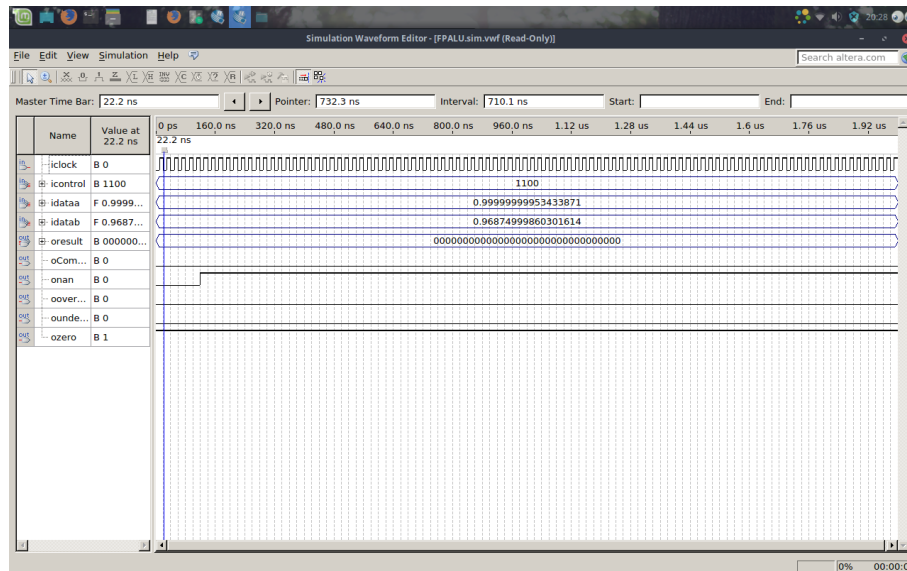 20:28
Simulation Waveform Editor - [FPALU.sim.vwf (Read-Only)]
File Edit View Simulation Help
Search altera.com
Master Time Bar: 22.2 ns Pointer: 732.3 ns Interval: 710.1 ns Start: End:
Name Value at 22.2 ns
0 ps 160.0 ns 320.0 ns 480.0 ns 640.0 ns 800.0 ns 960.0 ns 1.12 us 1.28 us 1.44 us 1.6 us 1.76 us 1.92 us
22.2 ns
iclock B 0
icontrol B 1100 1100
idataa F 0.9999... 0.99999999953433871
idatab F 0.9687... 0.96874999860301614
oresult B 000000... 00000000000000000000000000000000
oCom... B 0
onan B 0
oover... B 0
ounde... B 0
ozero B 1
0% 00:00:0